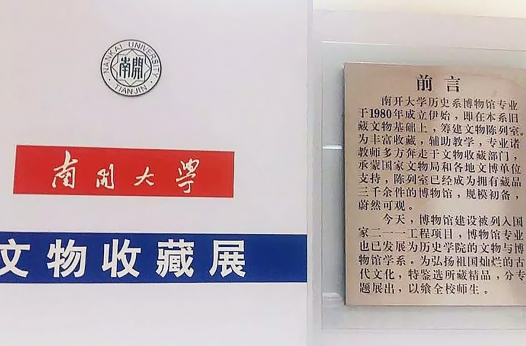 NANKAI UNIVERSITY
南開
TIANJIN
南开大学
文物收藏展
前言
南开大学历史系博物馆专业
于1980年成立伊始，即在本系旧
藏文物基础上，筹建文物陈列室。
为丰富收藏，辅助教学，专业诸
教师多方奔走于文物收藏部门，
承蒙国家文物局和各地文博单位
支持，陈列室已经成为拥有藏品
三千余件的博物馆，规模初备，
蔚然可观。
今天，博物馆建设被列入国
家二一一工程项目，博物馆专业
也已发展为历史学院的文物与博
物馆学系。为弘扬祖国灿烂的古
代文化，特鉴选所藏精品，分专
题展出，以飨全校师生。